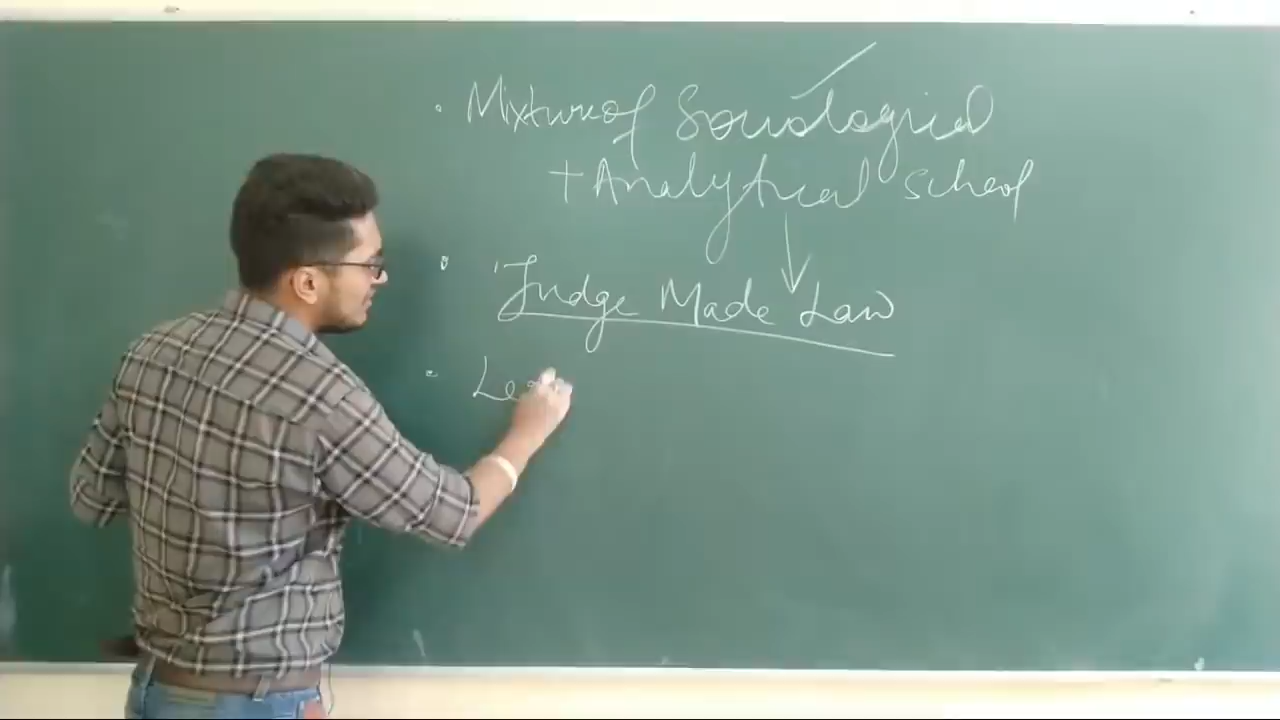 · Mixture of Sociological
+ Analytical School
· 'Judge Made Law
·